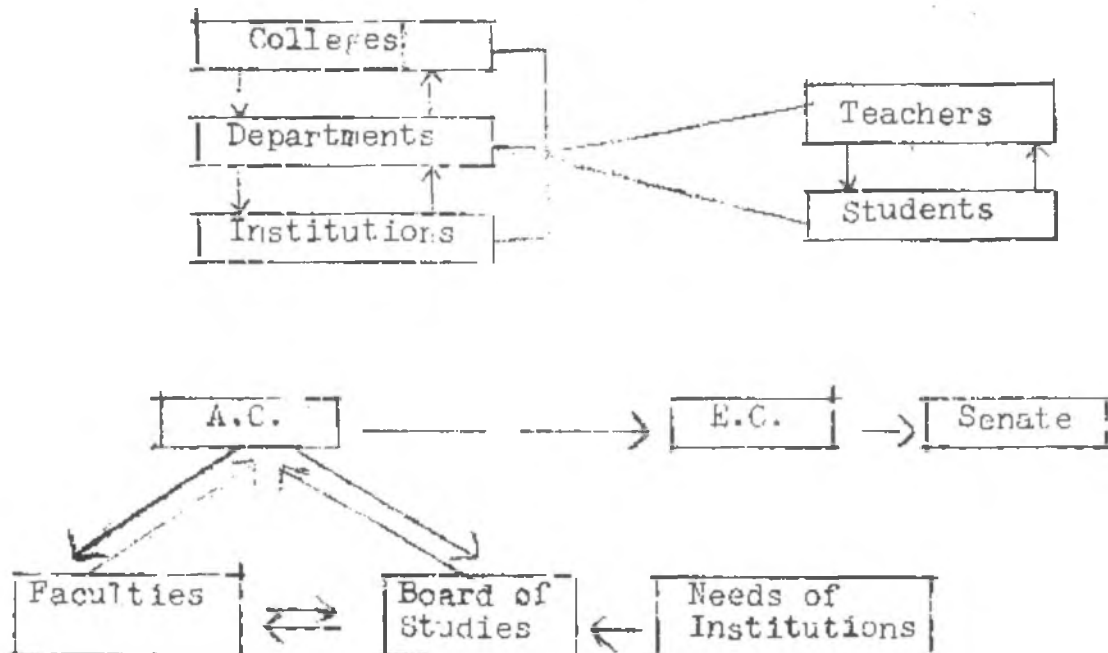 Colleges
Departments
Institutions
Teachers
Students
A.C.
E.C.
Senate
Faculties
Board of
Studies
Needs of
Institutions